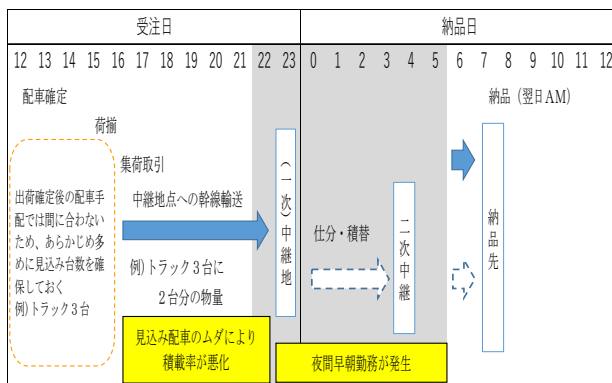 受注日
納品日
12 13 14 15 16 17 18 19 20 21 22 23 0 1 2 3 4 5 6 7 8 9 10 11 12
配車確定
納品（翌日AM）
荷揃
集荷取引
出荷確定後の配車手
配では間に合わない
ため、あらかじめ多
めに見込み台数を確
保しておく
例)トラック３台
中継地点への幹線輸送
例)トラック３台に
２台分の物量
（一次）中継地
仕分・積替
二次中継
納品先
見込み配車のムダにより
積載率が悪化
夜間早朝勤務が発生